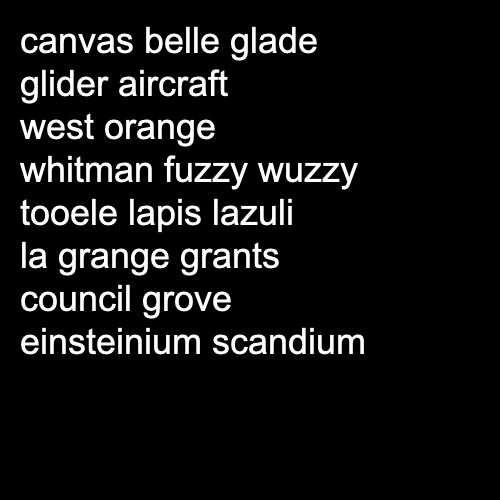 canvas belle glade
glider aircraft
west orange
whitman fuzzy wuzzy
tooele lapis lazuli
la grange grants
council grove
einsteinium scandium